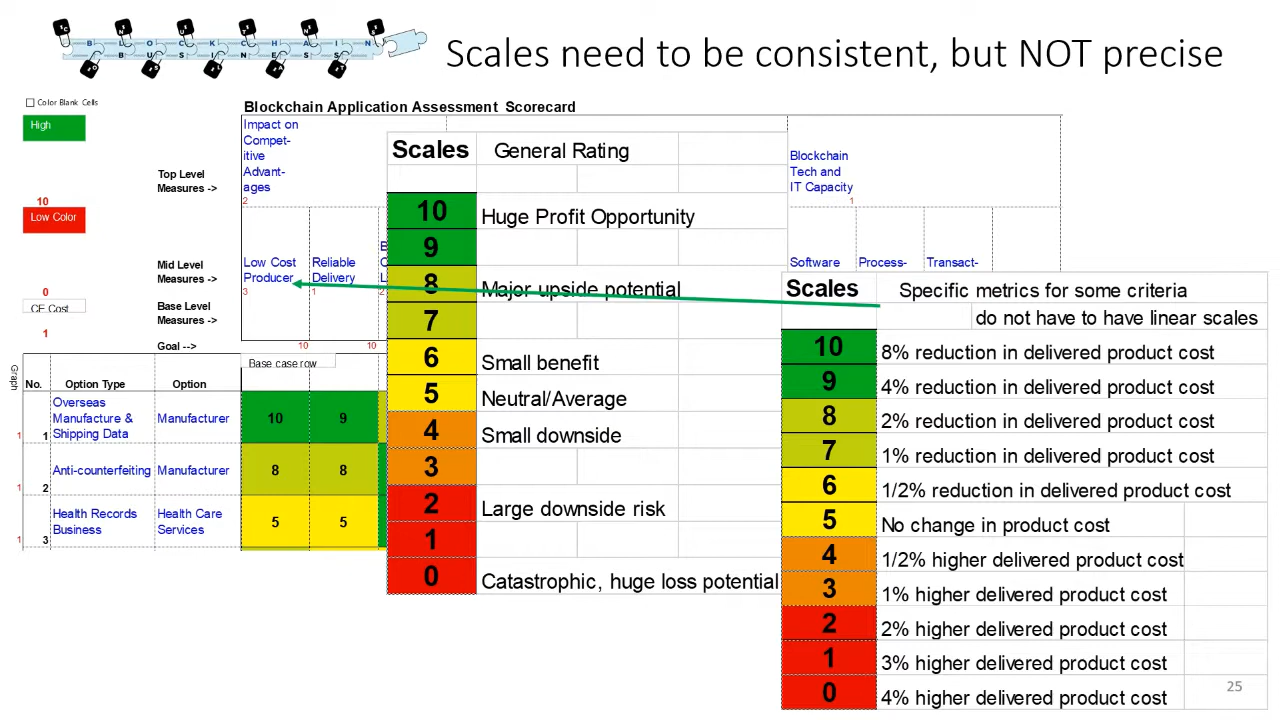 B L O C K C H A I N
B U S I N E S S
Scales need to be consistent, but NOT precise
Color Blank Cells
High
10
Low Color
0
CE Cost
1
Blockchain Application Assessment Scorecard
Top Level
Measures ->
Mid Level
Measures ->
Base Level
Measures ->
Goal -->
Impact on
Compet-
itive
Advant-
ages
2
Low Cost
Producer
3
Reliable
Delivery
1
10
10
Base case row
Blockchain
Tech and
IT Capacity
1
Software
Process-
Transact-
Graph
No.
Option Type
Option
1
1
Overseas
Manufacture &
Shipping Data
Manufacturer
10
9
1
2
Anti-counterfeiting
Manufacturer
8
8
1
3
Health Records
Business
Health Care
Services
5
5
Scales General Rating
10 Huge Profit Opportunity
9
8 Major upside potential
7
6 Small benefit
5 Neutral/Average
4 Small downside
3
2 Large downside risk
1
0 Catastrophic, huge loss potential
Scales Specific metrics for some criteria
do not have to have linear scales
10 8% reduction in delivered product cost
9 4% reduction in delivered product cost
8 2% reduction in delivered product cost
7 1% reduction in delivered product cost
6 1/2% reduction in delivered product cost
5 No change in product cost
4 1/2% higher delivered product cost
3 1% higher delivered product cost
2 2% higher delivered product cost
1 3% higher delivered product cost
0 4% higher delivered product cost
25